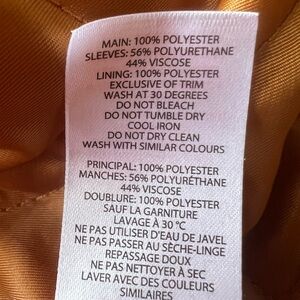 MAIN: 100% POLYESTER
SLEEVES: 56% POLYURETHANE
44% VISCOSE
LINING: 100% POLYESTER
EXCLUSIVE OF TRIM
WASH AT 30 DEGREES
DO NOT BLEACH
DO NOT TUMBLE DRY
COOL IRON
DO NOT DRY CLEAN
WASH WITH SIMILAR COLOURS
PRINCIPAL: 100% POLYESTER
MANCHES: 56% POLYURÉTHANE
44% VISCOSE
DOUBLURE: 100% POLYESTER
SAUF LA GARNITURE
LAVAGE À 30 °C
NE PAS UTILISER D'EAU DE JAVEL
NE PAS PASSER AU SÈCHE-LINGE
REPASSAGE DOUX
NE PAS NETTOYER À SEC
LAVER AVEC DES COULEURS
SIMILAIRES